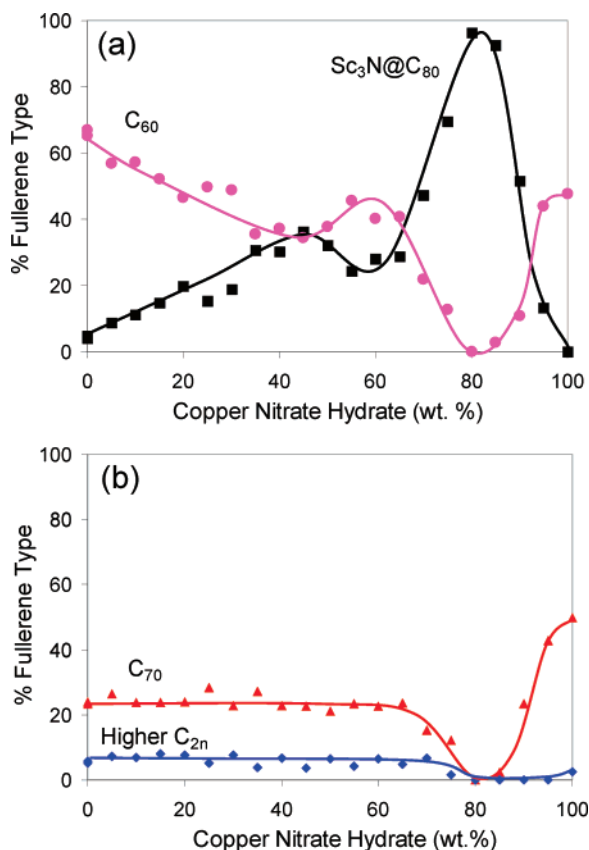 (a)
Sc₃N@C₈₀
C₆₀
% Fullerene Type
100
80
60
40
20
0
0 20 40 60 80 100
Copper Nitrate Hydrate (wt. %)
(b)
C₇₀
Higher C₂ₙ
% Fullerene Type
100
80
60
40
20
0
0 20 40 60 80 100
Copper Nitrate Hydrate (wt.%)